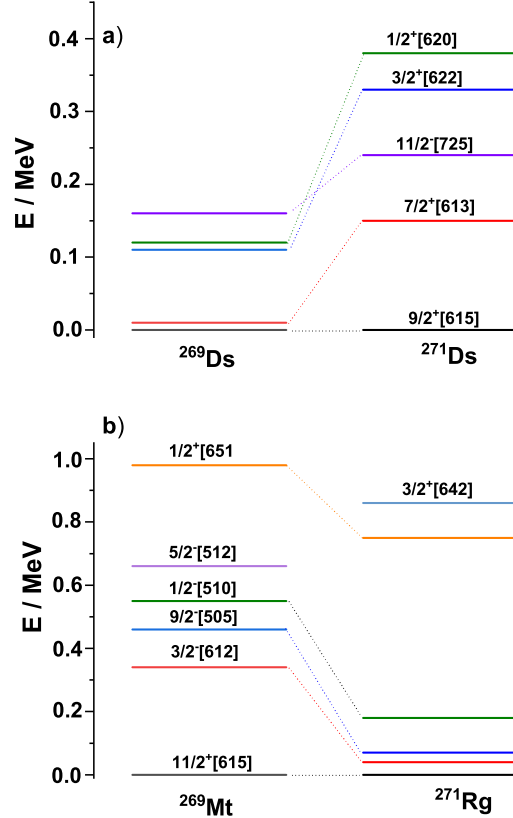 a)
E / MeV
0.4
0.3
0.2
0.1
0.0
1/2⁺[620]
3/2⁺[622]
11/2⁻[725]
7/2⁺[613]
9/2⁺[615]
²⁶⁹Ds
²⁷¹Ds
b)
E / MeV
1.0
0.8
0.6
0.4
0.2
0.0
1/2⁺[651
3/2⁺[642]
5/2⁻[512]
1/2⁻[510]
9/2⁻[505]
3/2⁻[612]
11/2⁺[615]
²⁶⁹Mt
²⁷¹Rg